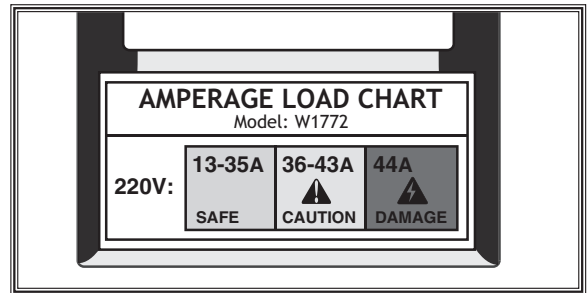 AMPERAGE LOAD CHART
Model: W1772
220V:
13-35A
SAFE
36-43A
CAUTION
44A
DAMAGE